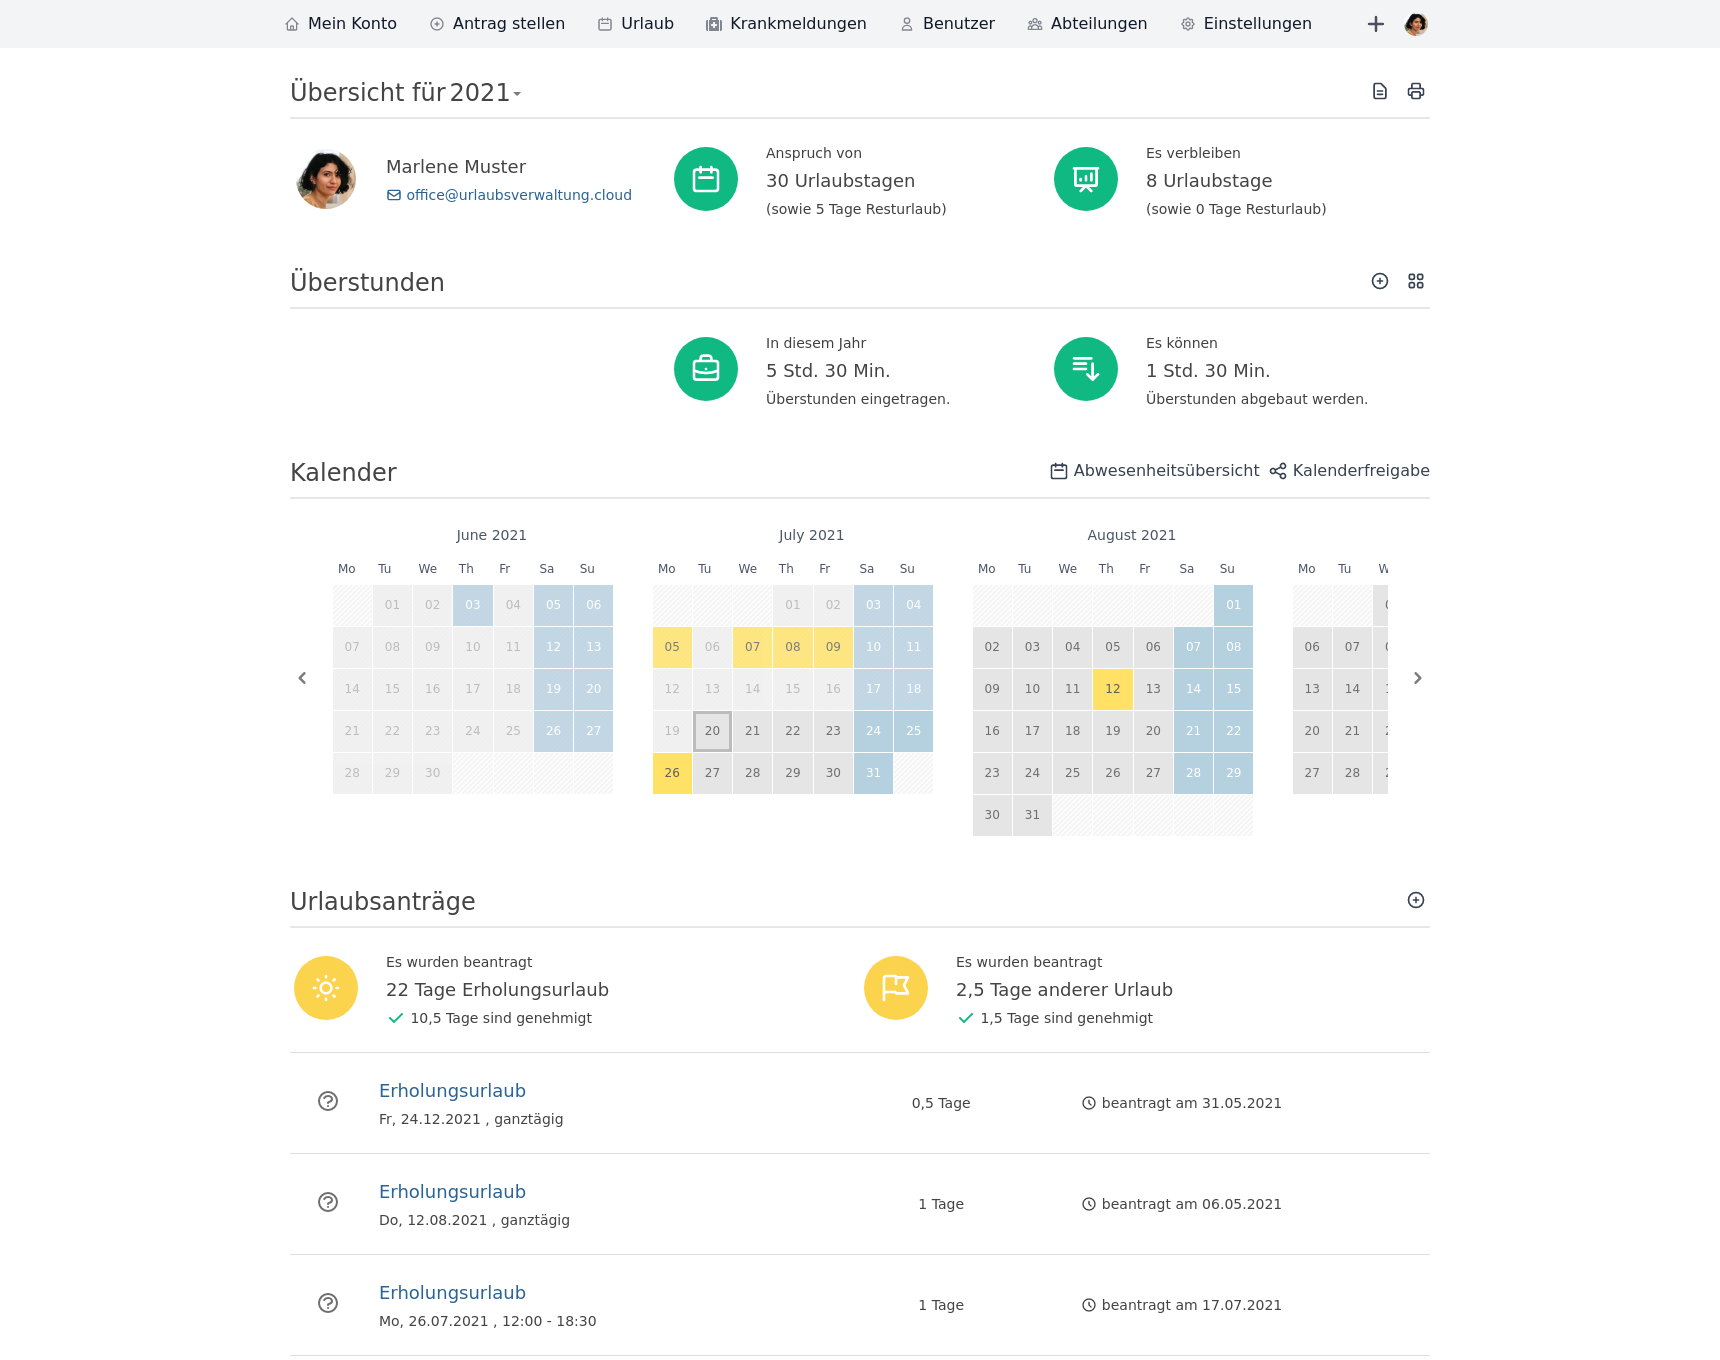 Mein Konto Antrag stellen Urlaub Krankmeldungen Benutzer Abteilungen Einstellungen
Übersicht für 2021
Marlene Muster
office@urlaubsverwaltung.cloud
Anspruch von
30 Urlaubstagen
(sowie 5 Tage Resturlaub)
Es verbleiben
8 Urlaubstage
(sowie 0 Tage Resturlaub)
Überstunden
In diesem Jahr
5 Std. 30 Min.
Überstunden eingetragen.
Es können
1 Std. 30 Min.
Überstunden abgebaut werden.
Kalender
Abwesenheitsübersicht Kalenderfreigabe
June 2021
Mo Tu We Th Fr Sa Su
01 02 03 04 05 06
07 08 09 10 11 12 13
14 15 16 17 18 19 20
21 22 23 24 25 26 27
28 29 30
July 2021
Mo Tu We Th Fr Sa Su
01 02 03 04
05 06 07 08 09 10 11
12 13 14 15 16 17 18
19 20 21 22 23 24 25
26 27 28 29 30 31
August 2021
Mo Tu We Th Fr Sa Su
01
02 03 04 05 06 07 08
09 10 11 12 13 14 15
16 17 18 19 20 21 22
23 24 25 26 27 28 29
30 31
Mo Tu
06 07
13 14
20 21
27 28
Urlaubsanträge
Es wurden beantragt
22 Tage Erholungsurlaub
10,5 Tage sind genehmigt
Es wurden beantragt
2,5 Tage anderer Urlaub
1,5 Tage sind genehmigt
Erholungsurlaub
Fr, 24.12.2021 , ganztägig
0,5 Tage
beantragt am 31.05.2021
Erholungsurlaub
Do, 12.08.2021 , ganztägig
1 Tage
beantragt am 06.05.2021
Erholungsurlaub
Mo, 26.07.2021 , 12:00 - 18:30
1 Tage
beantragt am 17.07.2021